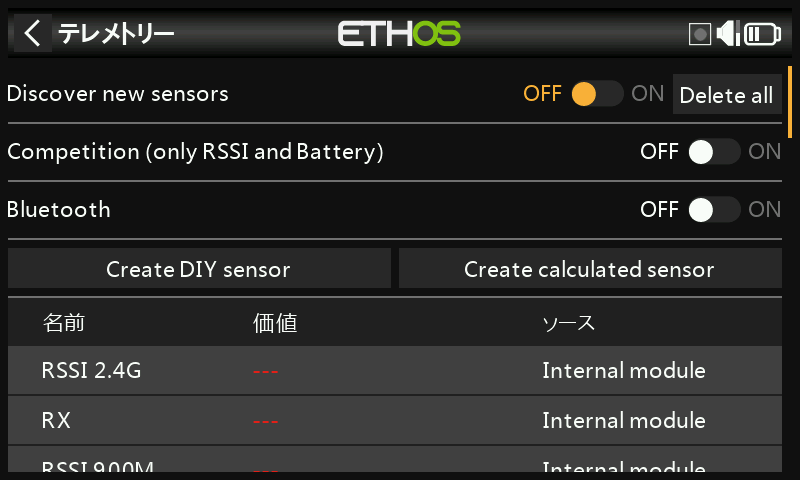 テレメトリー ETHOS
Discover new sensors OFF ON Delete all
Competition (only RSSI and Battery) OFF ON
Bluetooth OFF ON
Create DIY sensor Create calculated sensor
名前 価値 ソース
RSSI 2.4G --- Internal module
RX --- Internal module
RSSI 900M --- Internal module